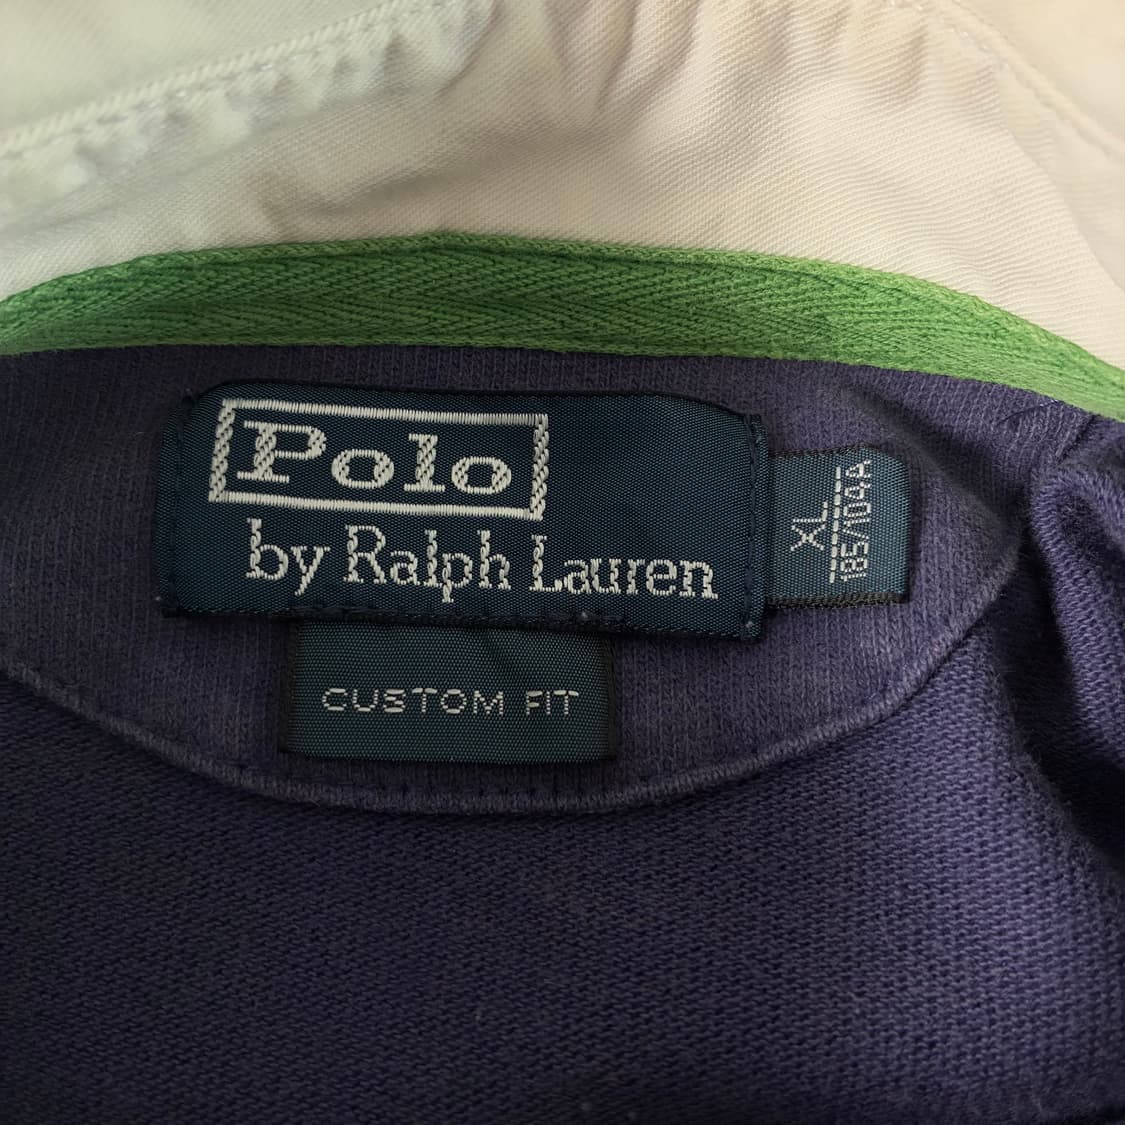 Polo
by Ralph Lauren
XL
185/104A
CUSTOM FIT